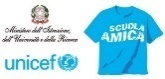 Ministero dell'Istruzione,
dell'Università e della Ricerca
unicef
SCUOLA
AMICA